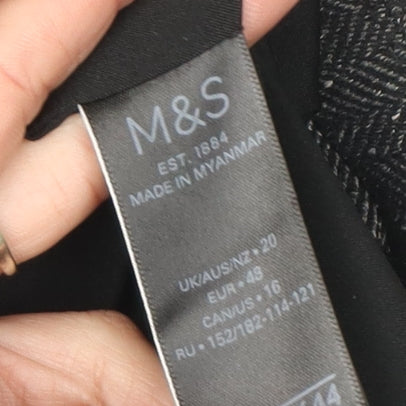 M&S
EST. 1884
MADE IN MYANMAR
UK/AUS/NZ • 20
EUR • 48
CAN/US • 16
RU • 152/182-114-121
44